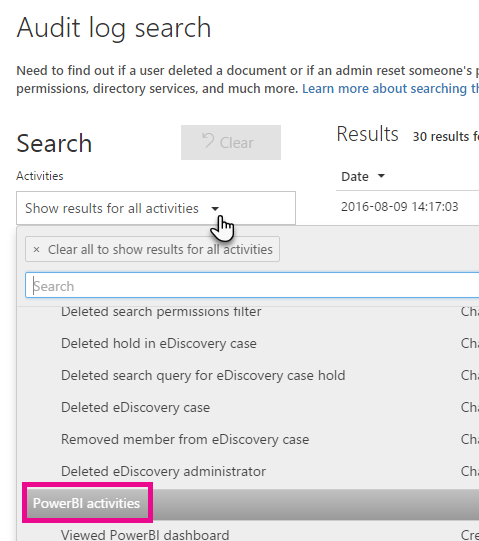 Audit log search
Need to find out if a user deleted a document or if an admin reset someone's p
permissions, directory services, and much more. Learn more about searching th
Search
Clear
Results 30 results fo
Activities
Date
Show results for all activities
2016-08-09 14:17:03
× Clear all to show results for all activities
Search
Deleted search permissions filter Cha
Deleted hold in eDiscovery case Cha
Deleted search query for eDiscovery case hold Cha
Deleted eDiscovery case Cha
Removed member from eDiscovery case Cha
Deleted eDiscovery administrator Cha
PowerBI activities
Viewed PowerBI dashboard Cre